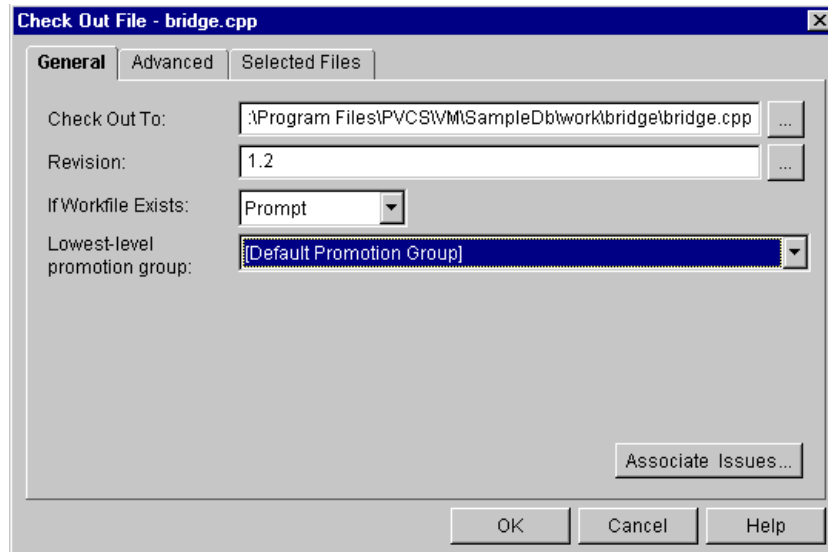 Check Out File - bridge.cpp
General Advanced Selected Files
Check Out To: :\Program Files\PVCS\VM\SampleDb\work\bridge\bridge.cpp ...
Revision: 1.2 ...
If Workfile Exists: Prompt
Lowest-level
promotion group: [Default Promotion Group]
Associate Issues...
OK Cancel Help